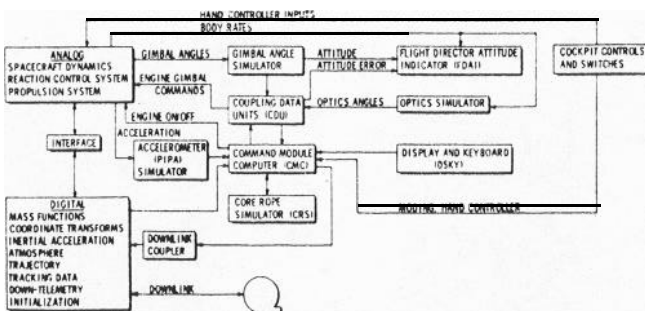 HAND CONTROLLER INPUTS
BODY RATES
ANALOG
SPACECRAFT DYNAMICS
REACTION CONTROL SYSTEM
PROPULSION SYSTEM
GIMBAL ANGLES
GIMBAL ANGLE
SIMULATOR
ATTITUDE
ATTITUDE ERROR
FLIGHT DIRECTOR ATTITUDE
INDICATOR (FDAI)
COCKPIT CONTROLS
AND SWITCHES
ENGINE GIMBAL
COMMANDS
COUPLING DATA
UNITS (CDU)
OPTICS ANGLES
OPTICS SIMULATOR
ENGINE ON/OFF
ACCELERATION
INTERFACE
ACCELEROMETER
(PIPA)
SIMULATOR
COMMAND MODULE
COMPUTER (CMC)
DISPLAY AND KEYBOARD
(DSKY)
DIGITAL
MASS FUNCTIONS
COORDINATE TRANSFORMS
INERTIAL ACCELERATION
ATMOSPHERE
TRAJECTORY
TRACKING DATA
DOWN-TELEMETRY
INITIALIZATION
CORE ROPE
SIMULATOR (CRS)
MODING, HAND CONTROLLER
DOWNLINK
COUPLER
DOWNLINK